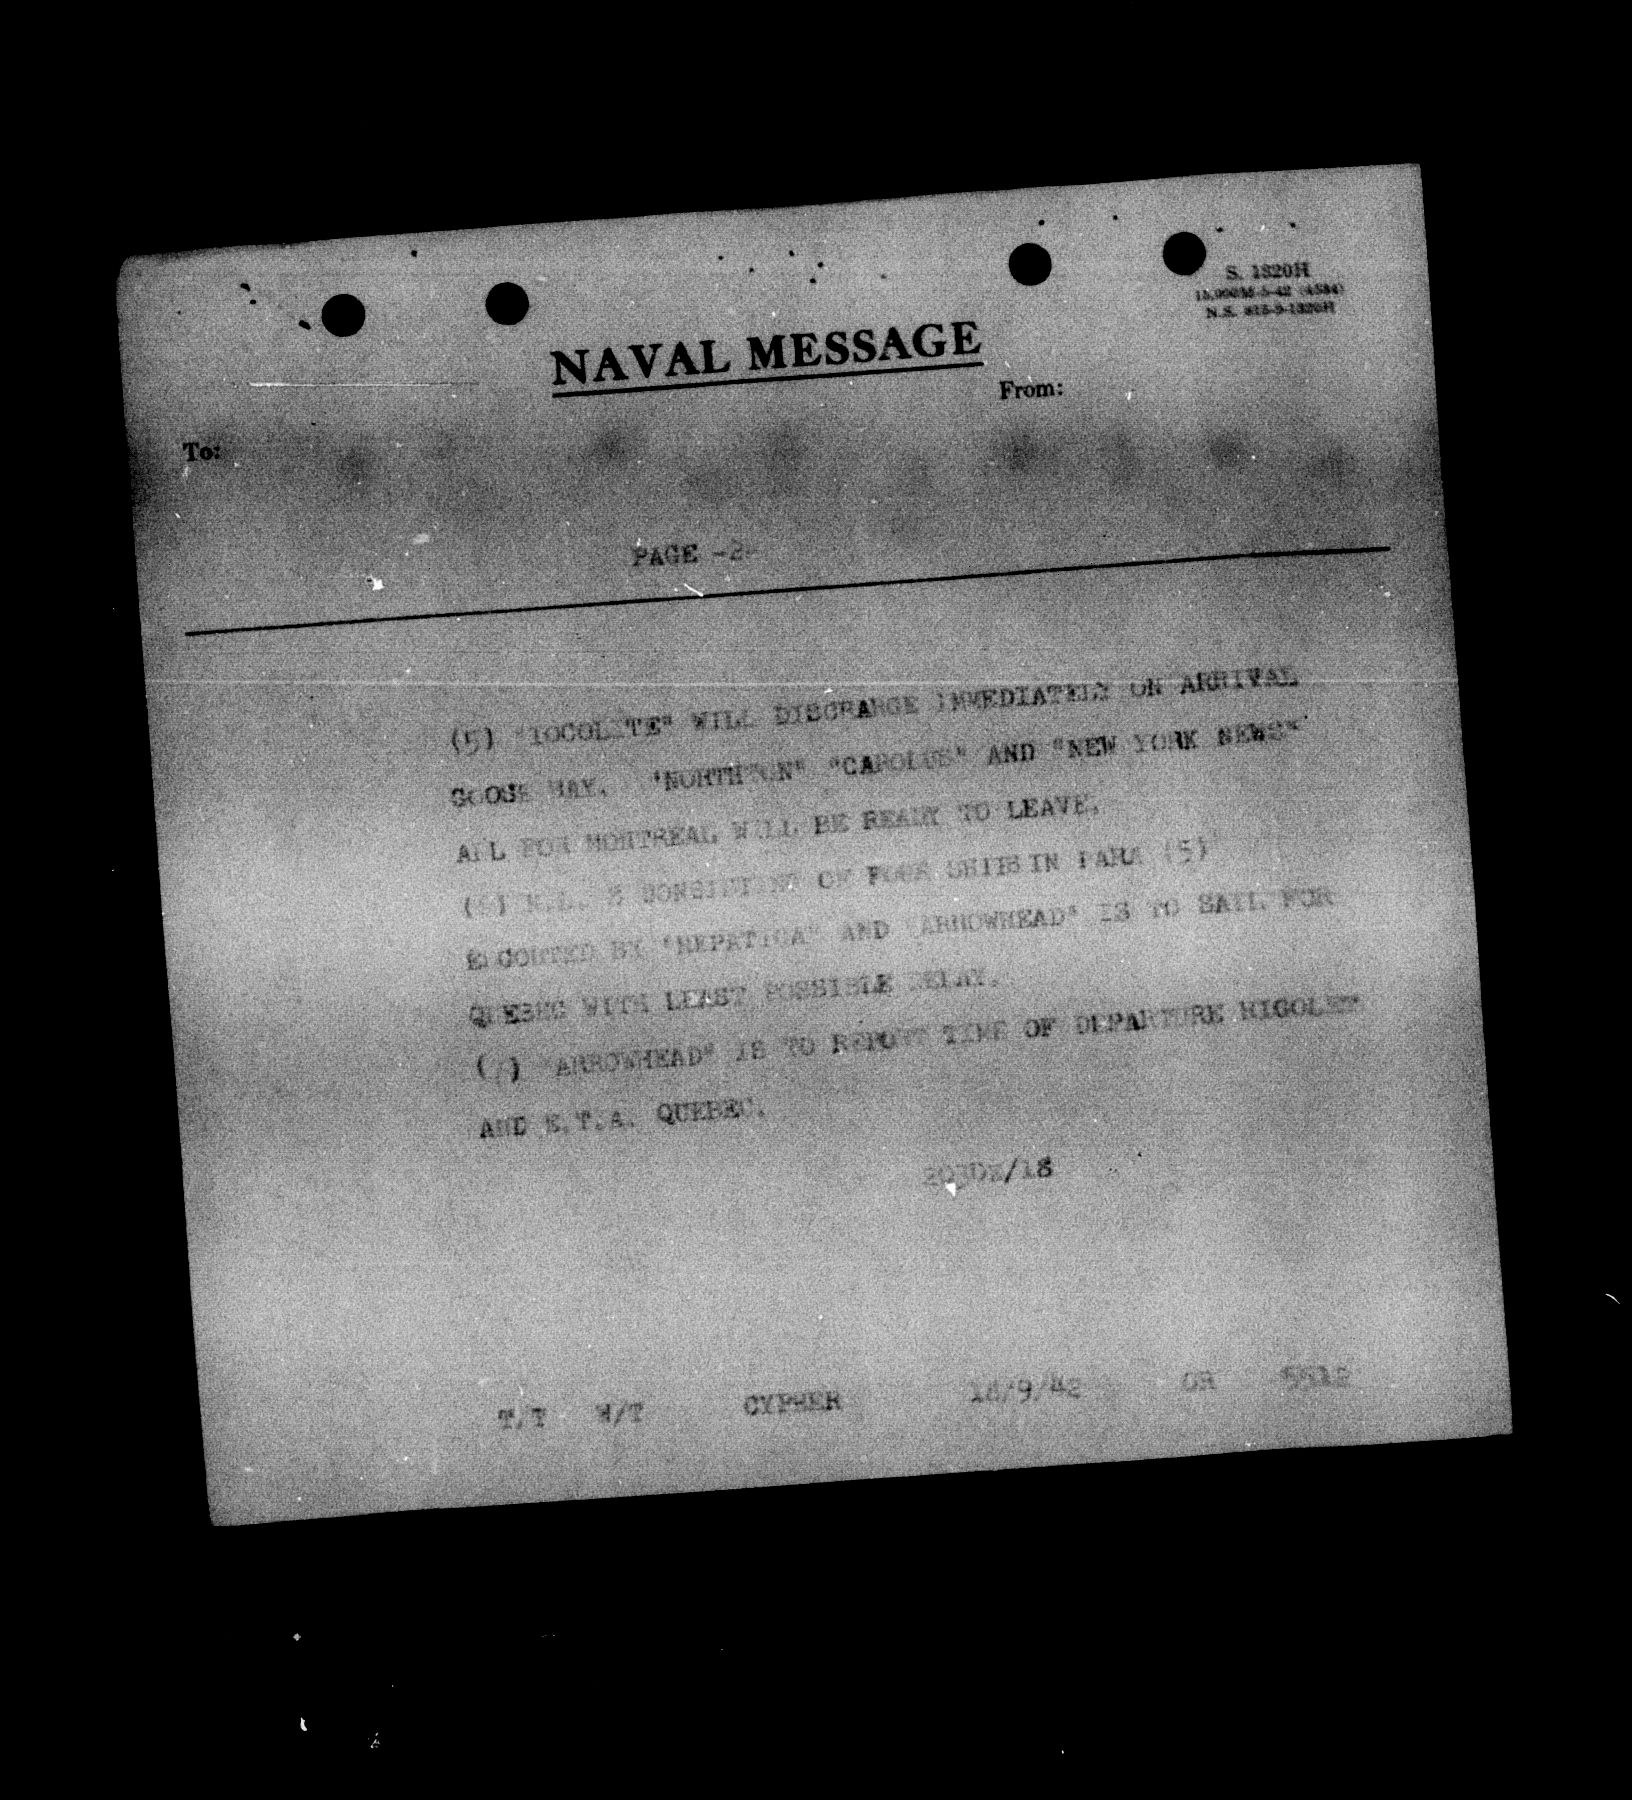 S. 1320H
NAVAL MESSAGE
From:
To:
PAGE -2-
(5) "IOCOLITE" WILL DISCHARGE IMMEDIATELY ON ARRIVAL
GOOSE BAY. "NORTHTON" "CAROLUS" AND "NEW YORK NEWS"
ALL FOR MONTREAL WILL BE READY TO LEAVE.
CONSISTING OF FOUR SHIPS IN PARA (5)
ESCORTED BY "HEPATICA" AND "ARROWHEAD" IS TO SAIL FOR
QUEBEC WITH LEAST POSSIBLE DELAY.
(7) "ARROWHEAD" IS TO REPORT TIME OF DEPARTURE RIGOLET
AND E.T.A. QUEBEC.
T/T W/T CYPHER 18/9/42 OR 5512